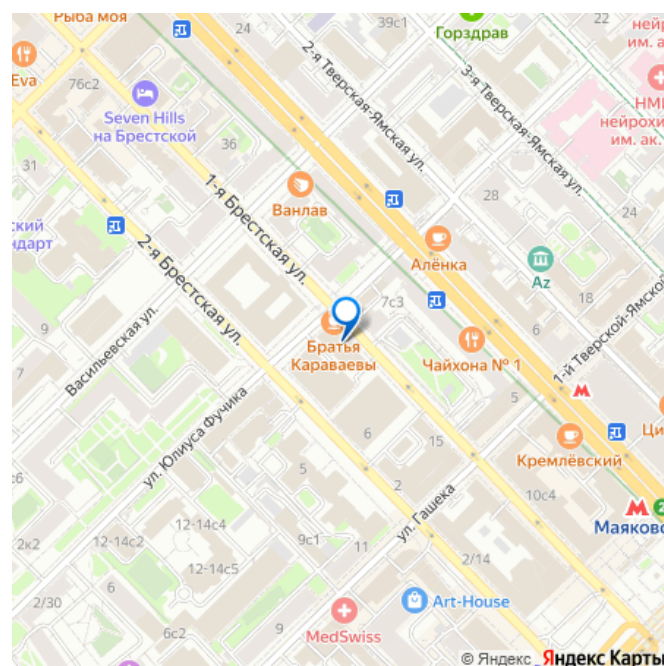 Рыба моя
24
39с1
Горздрав
22
ней
им. а
Eva
76с2
Seven Hills
на Брестской
2-я Тверская-Ямская ул.
3-я Тверская-Ямская ул.
НМ
нейрохи
им. ак.
36
31
1-я Брестская ул.
Ванлав
28
24
ский
ндарт
2-я Брестская ул.
Алёнка
Az
18
9
Васильевская ул.
7с3
6
1-й Тверской-Ямско
Братья
Караваевы
Чайхона № 1
7
ул. Юлиуса Фучика
5
Ци
6
15
Кремлёвский
с6
5
2
10с4
Маяково
12-14с4
ул. Гашека
2к2
12-14с2
9с1
11
12-14с5
2/14
6
2/30
Art-House
6с2
9
MedSwiss
© Яндекс Яндекс Карты